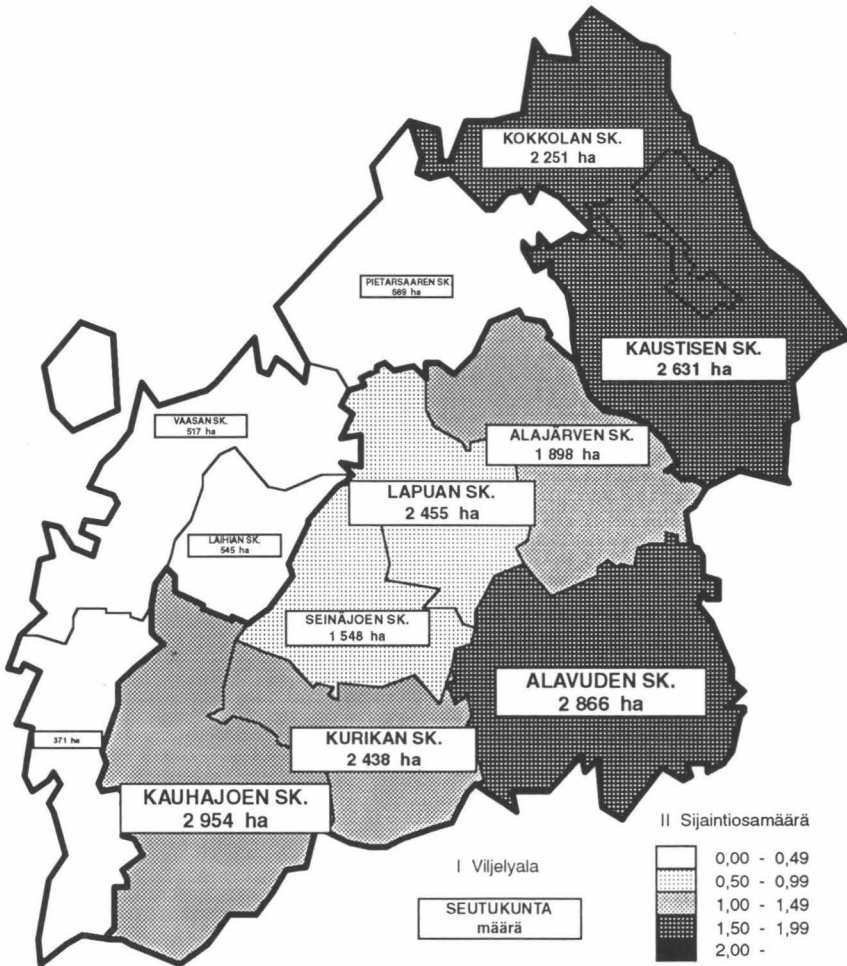 KOKKOLAN SK.
2 251 ha
PIETARSAAREN SK.
689 ha
KAUSTISEN SK.
2 631 ha
VAASAN SK.
517 ha
ALAJÄRVEN SK.
1 898 ha
LAPUAN SK.
2 455 ha
LAIHIAN SK.
545 ha
SEINÄJOEN SK.
1 548 ha
ALAVUDEN SK.
2 866 ha
371 ha
KURIKAN SK.
2 438 ha
KAUHAJOEN SK.
2 954 ha
I Viljelyala
SEUTUKUNTA
määrä
II Sijaintiosamäärä
0,00 - 0,49
0,50 - 0,99
1,00 - 1,49
1,50 - 1,99
2,00 -